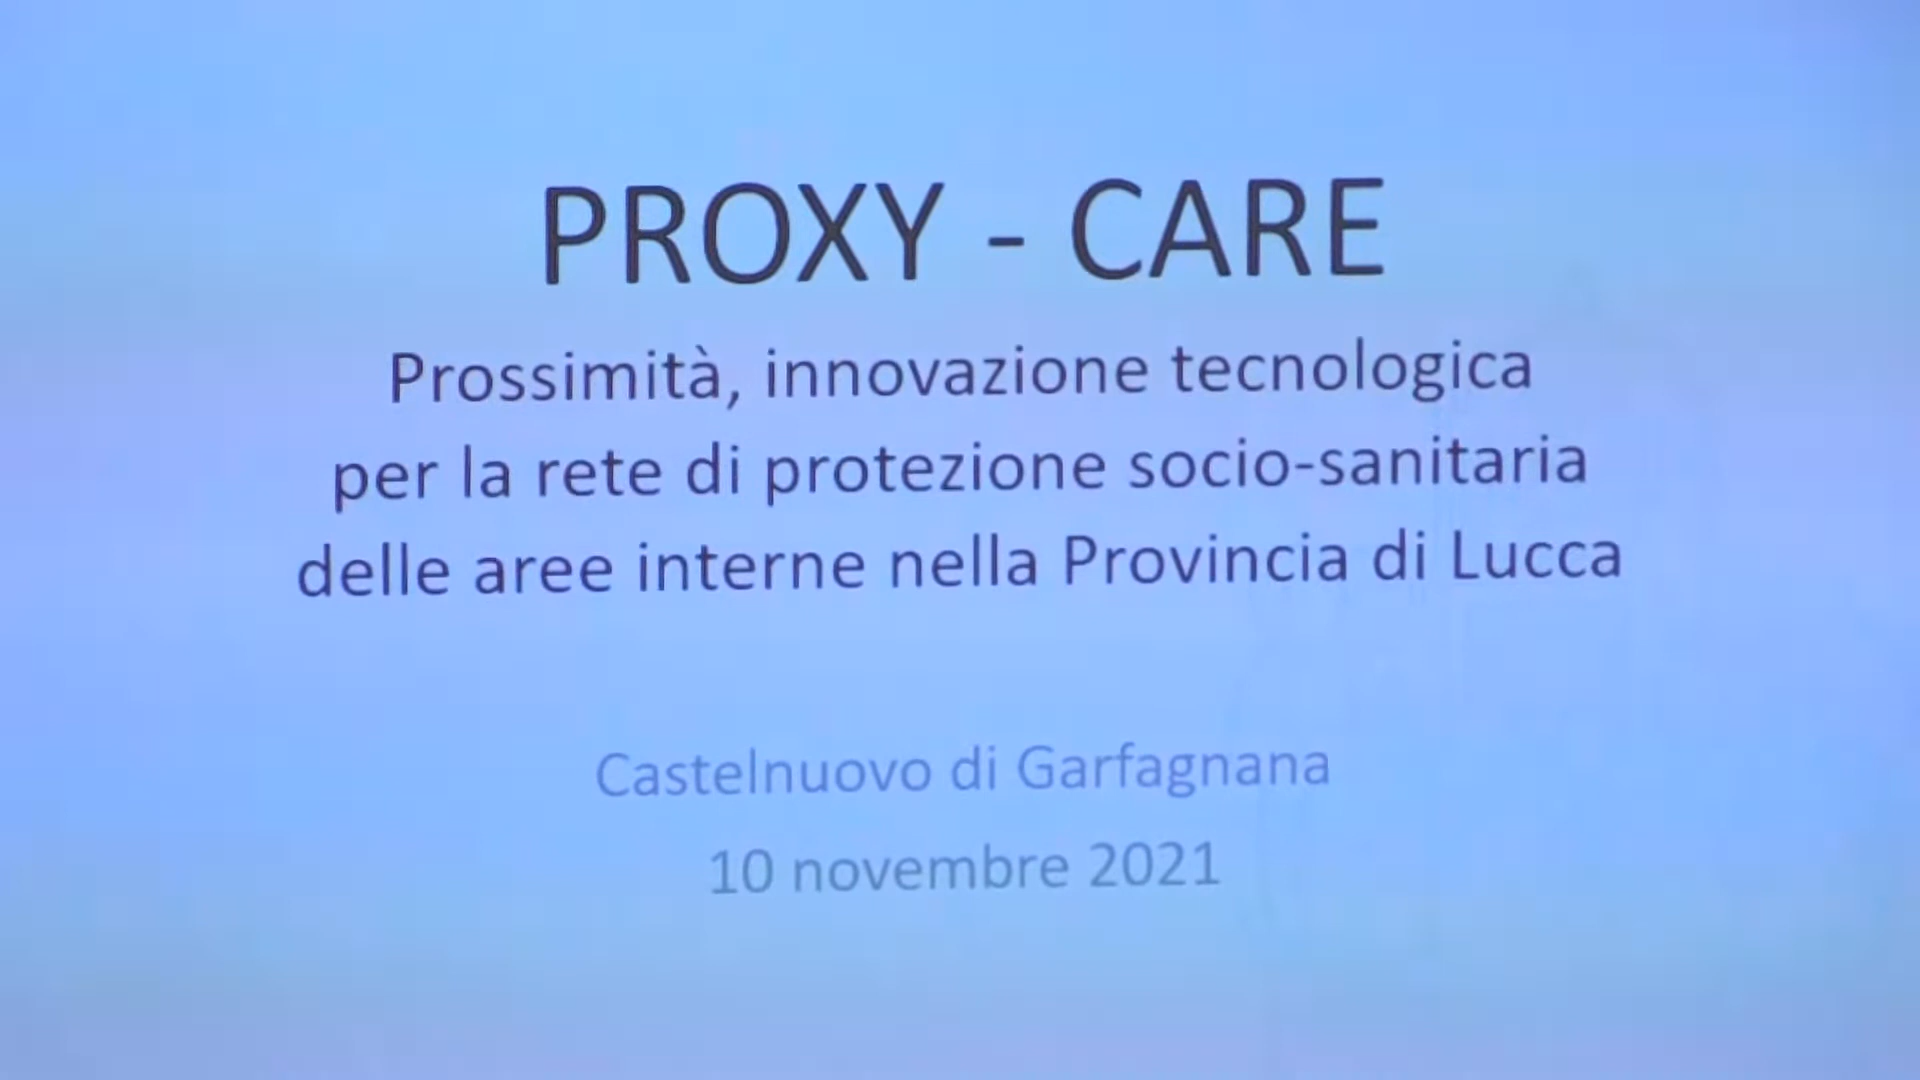 PROXY - CARE
Prossimità, innovazione tecnologica
per la rete di protezione socio-sanitaria
delle aree interne nella Provincia di Lucca
Castelnuovo di Garfagnana
10 novembre 2021